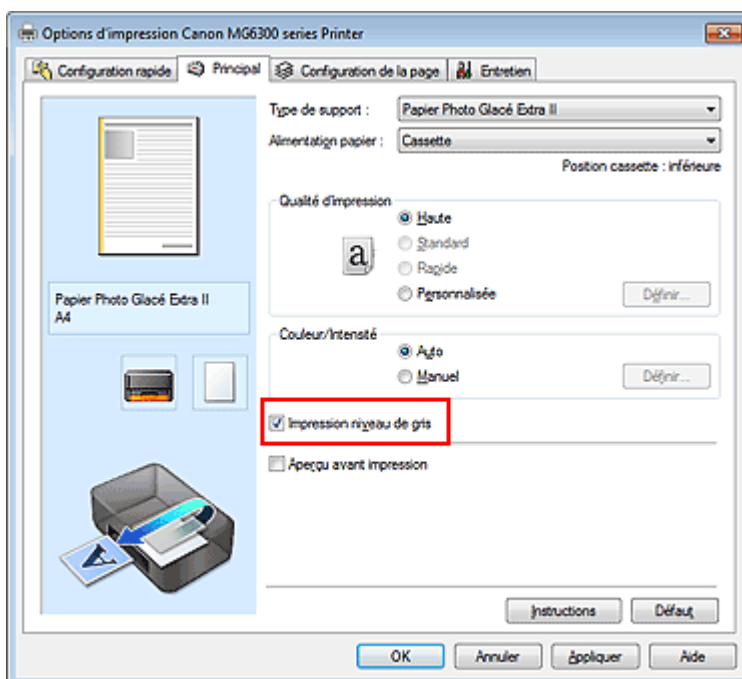 Options d'impression Canon MG6300 series Printer
Configuration rapide Principal Configuration de la page Entretien
Type de support : Papier Photo Glacé Extra II
Alimentation papier : Cassette
Position cassette : inférieure
Qualité d'impression
Haute
a Standard
Rapide
Personnalisée Définir...
Papier Photo Glacé Extra II
A4
Couleur/Intensité
Auto
Manuel Définir...
Impression niveau de gris
Aperçu avant impression
A
Instructions Défaut
OK Annuler Appliquer Aide